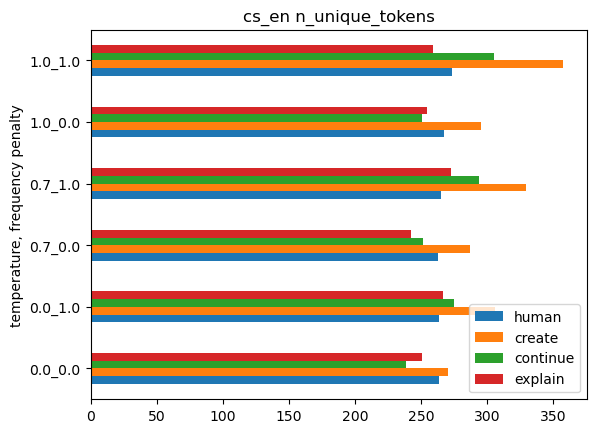 cs_en n_unique_tokens
temperature, frequency penalty
1.0_1.0
1.0_0.0
0.7_1.0
0.7_0.0
0.0_1.0
0.0_0.0
human
create
continue
explain
0 50 100 150 200 250 300 350